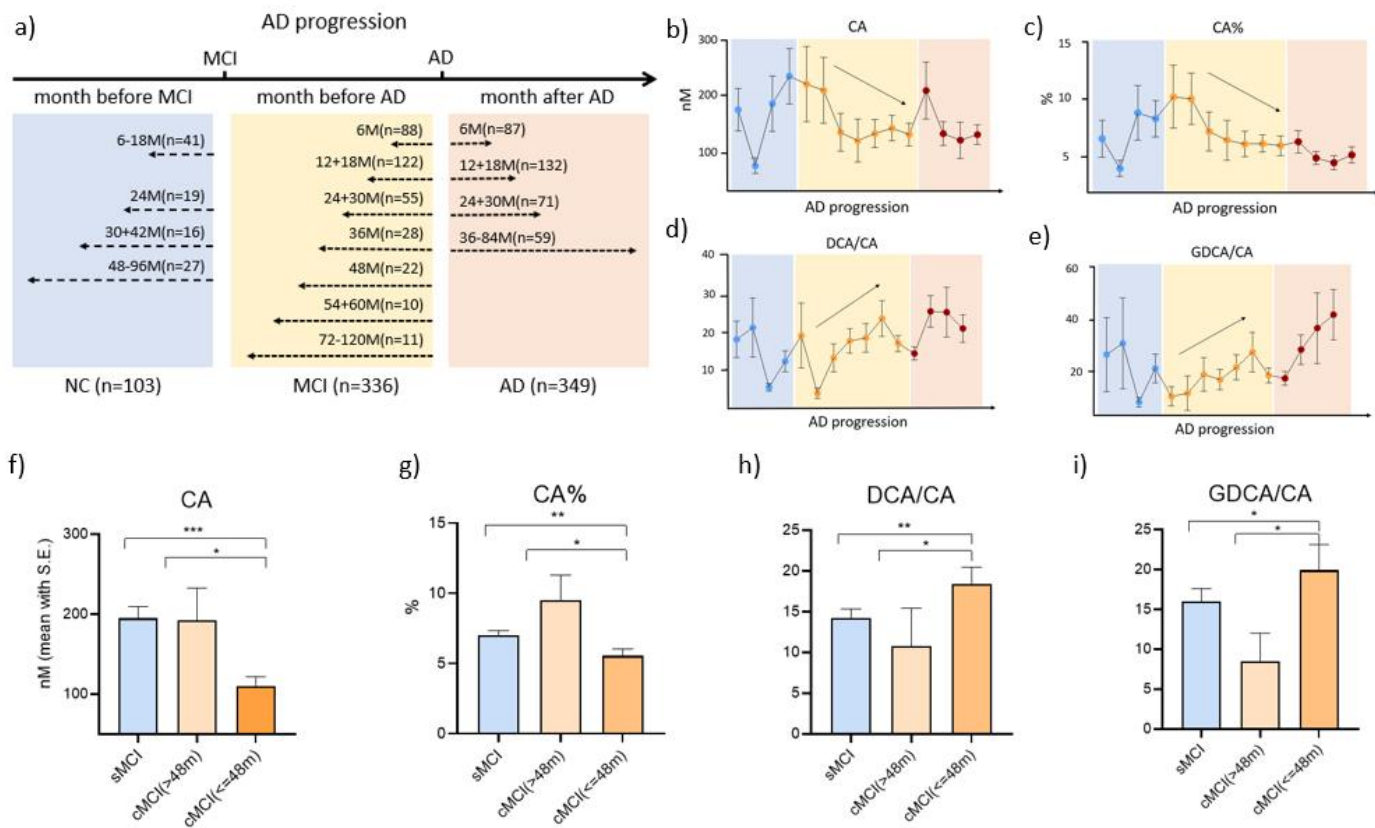 a)
AD progression
MCI
AD
month before MCI
month before AD
month after AD
6-18M(n=41)
24M(n=19)
30+42M(n=16)
48-96M(n=27)
6M(n=88)
12+18M(n=122)
24+30M(n=55)
36M(n=28)
48M(n=22)
54+60M(n=10)
72-120M(n=11)
6M(n=87)
12+18M(n=132)
24+30M(n=71)
36-84M(n=59)
NC (n=103)
MCI (n=336)
AD (n=349)
b)
CA
300
200
100
nM
AD progression
c)
CA%
15
10
5
%
AD progression
d)
DCA/CA
40
30
20
10
AD progression
e)
GDCA/CA
60
40
20
AD progression
f)
CA
***
*
300
200
100
nM (mean with S.E.)
sMCI
cMCI(>48m)
cMCI(<=48m)
g)
CA%
**
*
15
10
5
0
%
sMCI
cMCI(>48m)
cMCI(<=48m)
h)
DCA/CA
**
*
25
20
15
10
5
0
sMCI
cMCI(>48m)
cMCI(<=48m)
i)
GDCA/CA
*
*
25
20
15
10
5
0
sMCI
cMCI(>48m)
cMCI(<=48m)